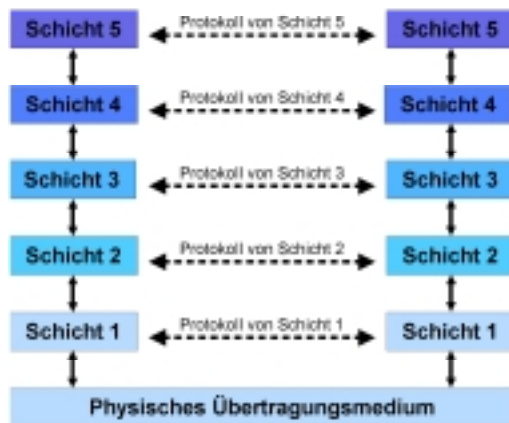 Schicht 5 Protokoll von Schicht 5 Schicht 5
Schicht 4 Protokoll von Schicht 4 Schicht 4
Schicht 3 Protokoll von Schicht 3 Schicht 3
Schicht 2 Protokoll von Schicht 2 Schicht 2
Schicht 1 Protokoll von Schicht 1 Schicht 1
Physisches Übertragungsmedium